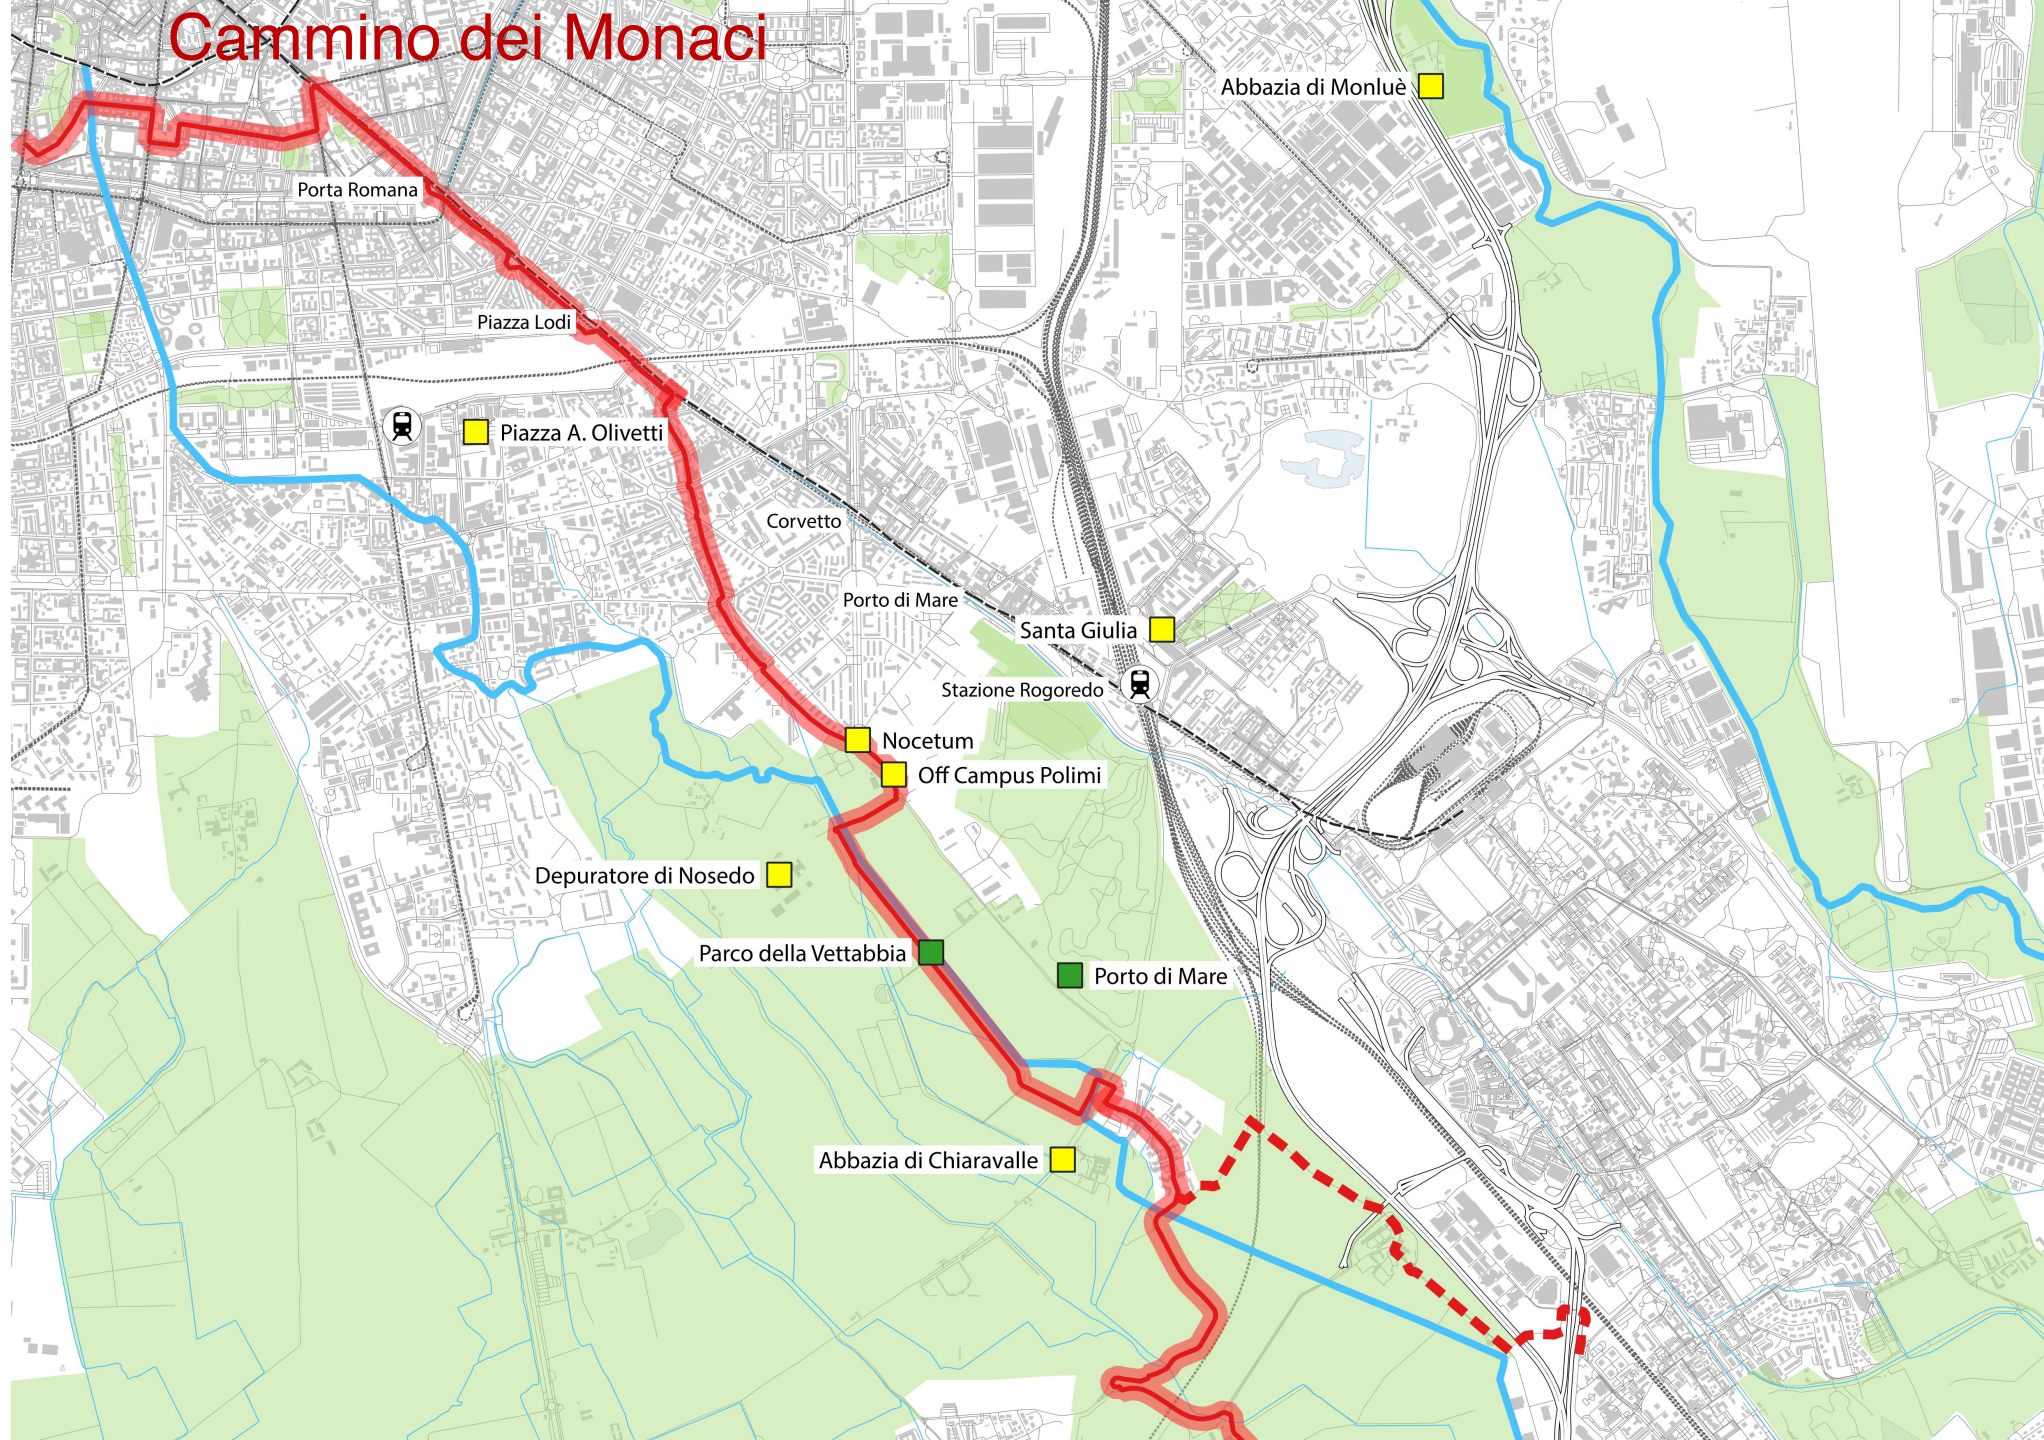 Cammino dei Monaci
Abbazia di Monluè
Porta Romana
Piazza Lodi
Piazza A. Olivetti
Corvetto
Porto di Mare
Santa Giulia
Stazione Rogoredo
Nocetum
Off Campus Polimi
Depuratore di Nosedo
Parco della Vettabbia
Porto di Mare
Abbazia di Chiaravalle